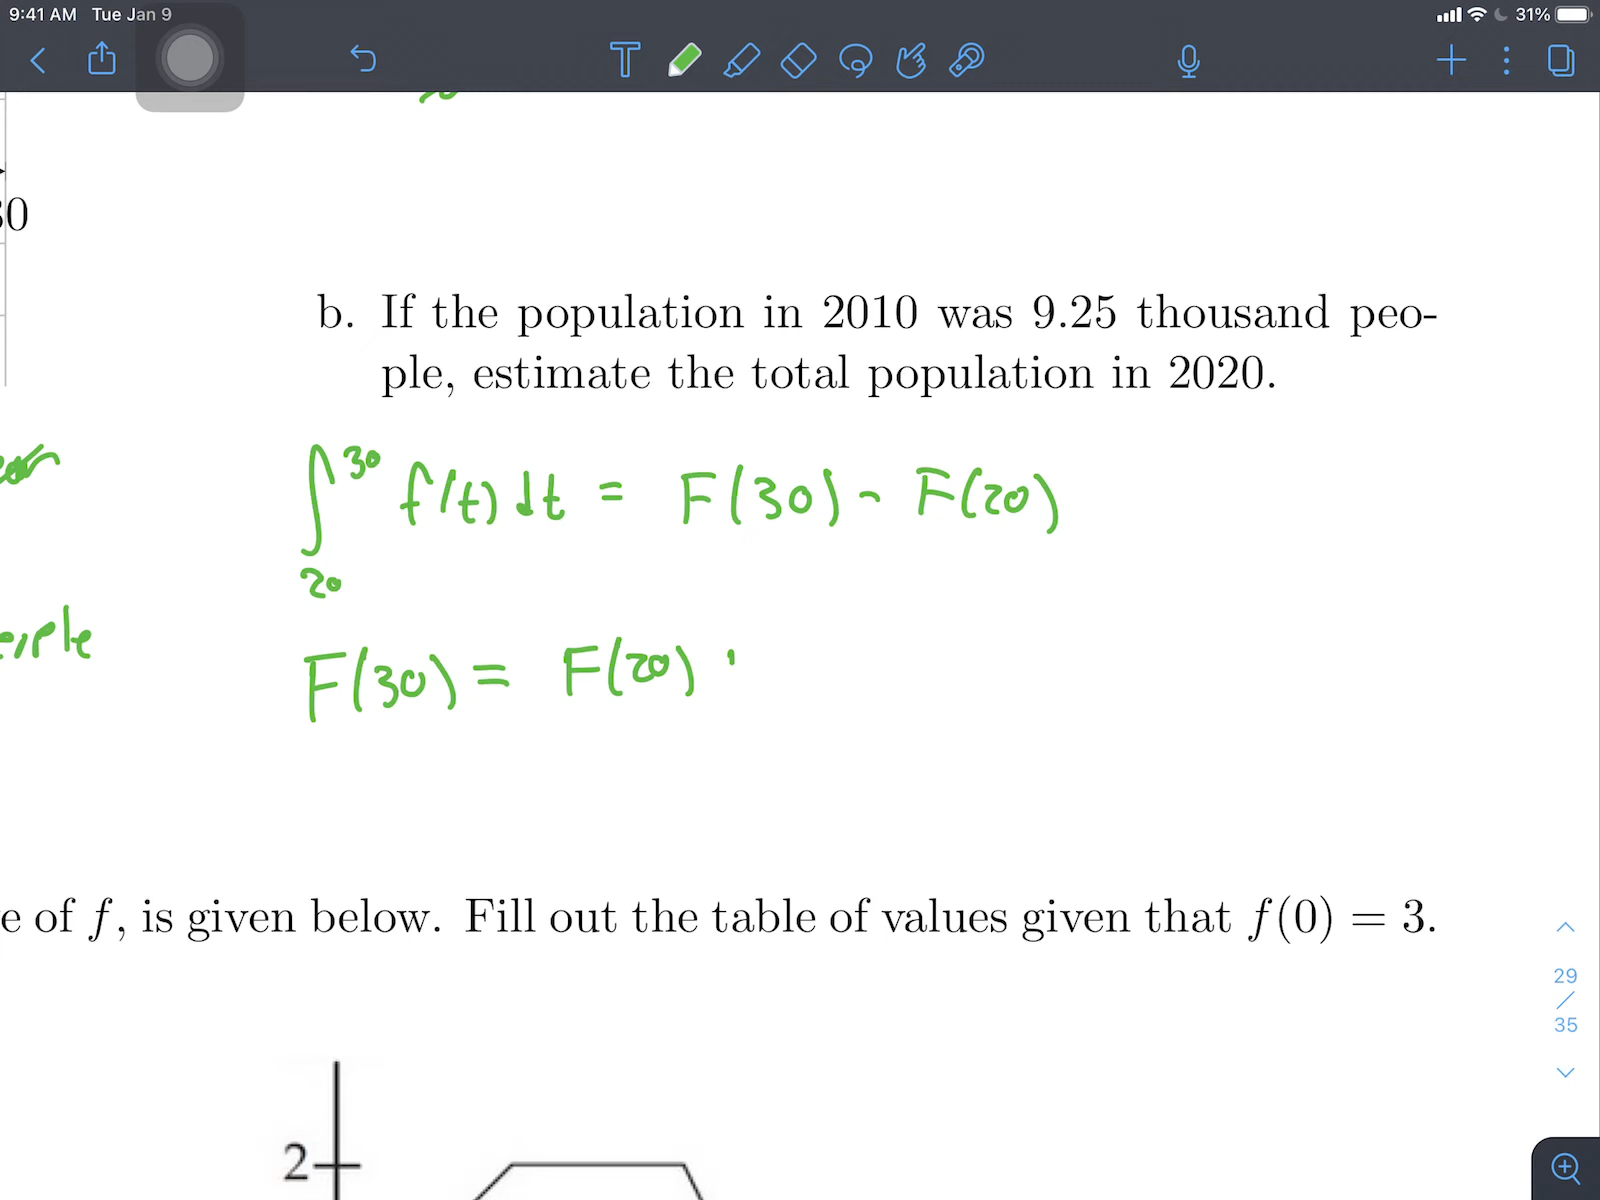 9:41 AM Tue Jan 9
31%
b. If the population in 2010 was 9.25 thousand peo-
ple, estimate the total population in 2020.
∫₂₀³⁰ f'(t) dt = F(30) - F(20)
F(30) = F(20)
e of f, is given below. Fill out the table of values given that f(0) = 3.
29
/
35
2